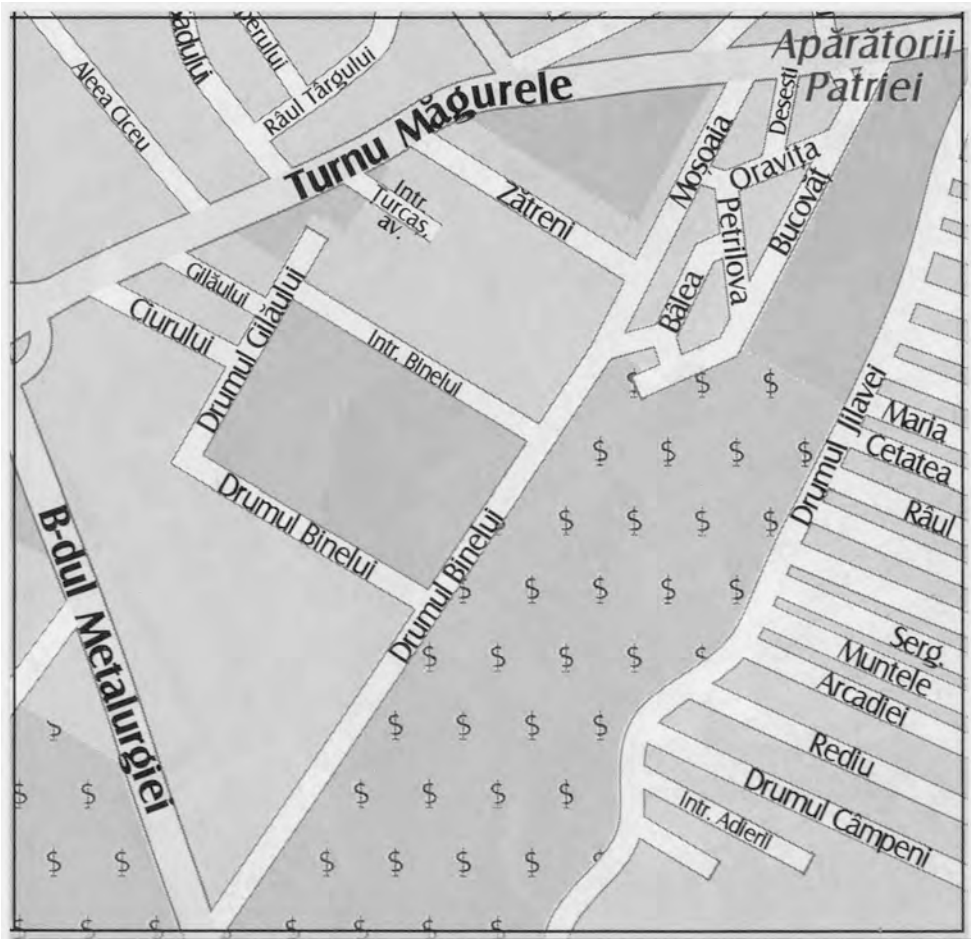 Apărătorii
Patriei
Aleea Ciceu
Râul Târgului
Turnu Măgurele
Desești
Moșoaia
Oravița
Zătreni
Intr.
Turcaș,
av.
Petrilova
Bucovăț
Bâlea
Gilăului
Ciurului
Drumul Gilăului
Intr. Binelui
Drumul Binelui
Drumul Binelui
Drumul Jilavei
Maria
Cetatea
Râul
B-dul Metalurgiei
Serg.
Muntele
Arcadiei
Rediu
Drumul Câmpeni
Intr. Adierii